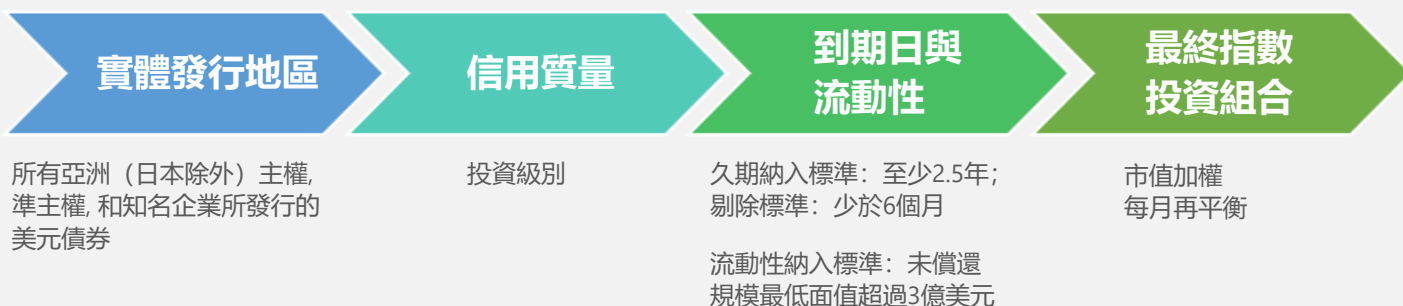 實體發行地區
信用質量
到期日與
流動性
最終指數
投資組合
所有亞洲（日本除外）主權,
準主權, 和知名企業所發行的
美元債券
投資級別
久期納入標準：至少2.5年；
剔除標準：少於6個月
流動性納入標準：未償還
規模最低面值超過3億美元
市值加權
每月再平衡